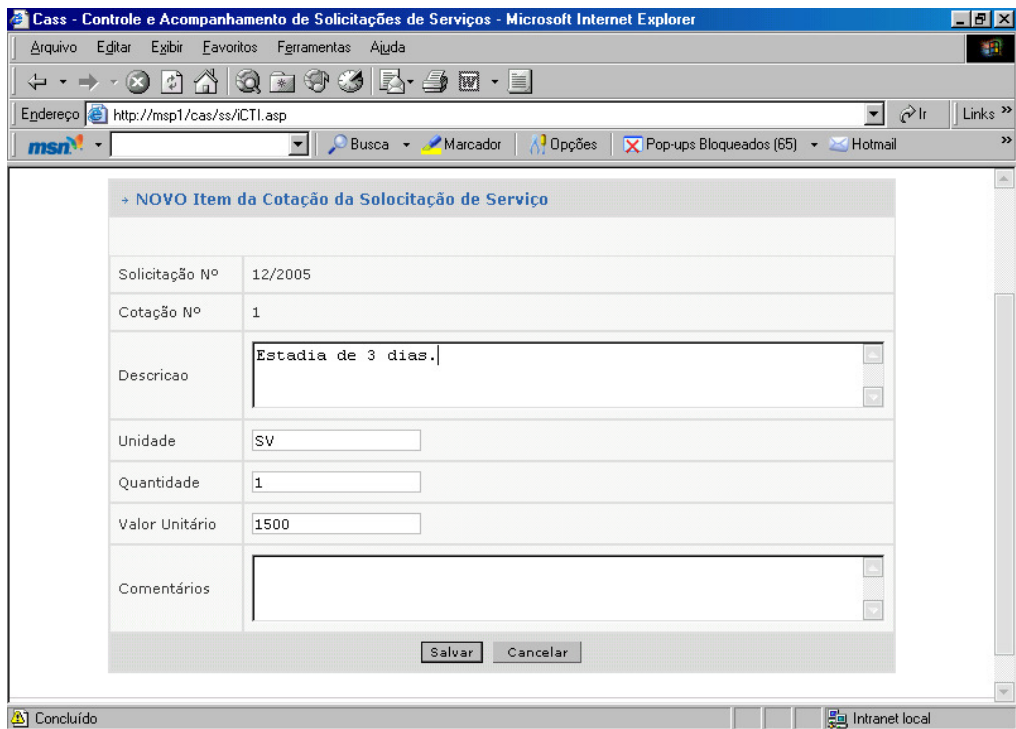 Cass - Controle e Acompanhamento de Solicitações de Serviços - Microsoft Internet Explorer
Arquivo Editar Exibir Favoritos Ferramentas Ajuda
Endereço http://msp1/cas/ss/iCTI.asp Ir Links »
msn Busca Marcador Opções Pop-ups Bloqueados (65) Hotmail »
NOVO Item da Cotação da Solocitação de Serviço
Solicitação Nº 12/2005
Cotação Nº 1
Descricao Estadia de 3 dias.
Unidade SV
Quantidade 1
Valor Unitário 1500
Comentários
Salvar Cancelar
Concluído Intranet local